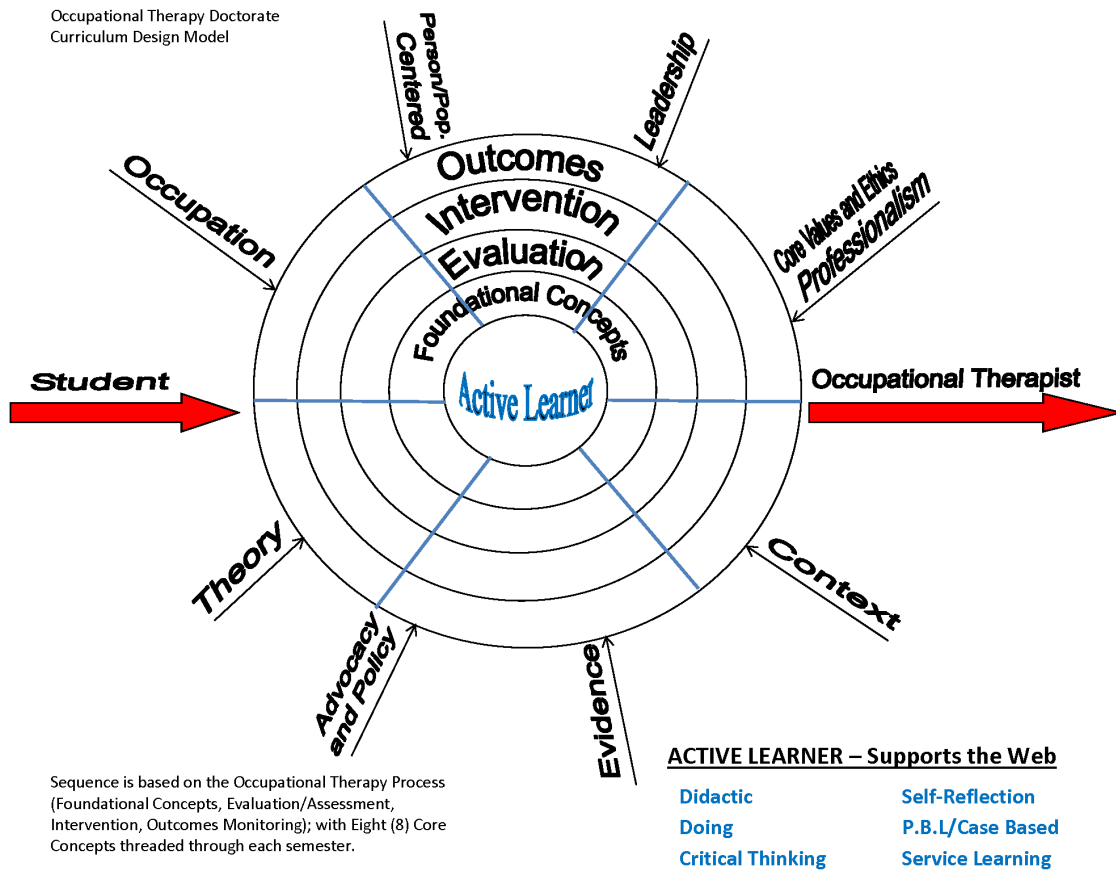 Occupational Therapy Doctorate
Curriculum Design Model
Person/Pop.
Centered
Leadership
Occupation
Core Values and Ethics
Professionalism
Outcomes
Intervention
Evaluation
Foundational Concepts
Active Learner
Student
Occupational Therapist
Theory
Context
Advocacy
and Policy
Evidence
Sequence is based on the Occupational Therapy Process
(Foundational Concepts, Evaluation/Assessment,
Intervention, Outcomes Monitoring); with Eight (8) Core
Concepts threaded through each semester.
ACTIVE LEARNER – Supports the Web
Didactic
Self-Reflection
Doing
P.B.L/Case Based
Critical Thinking
Service Learning